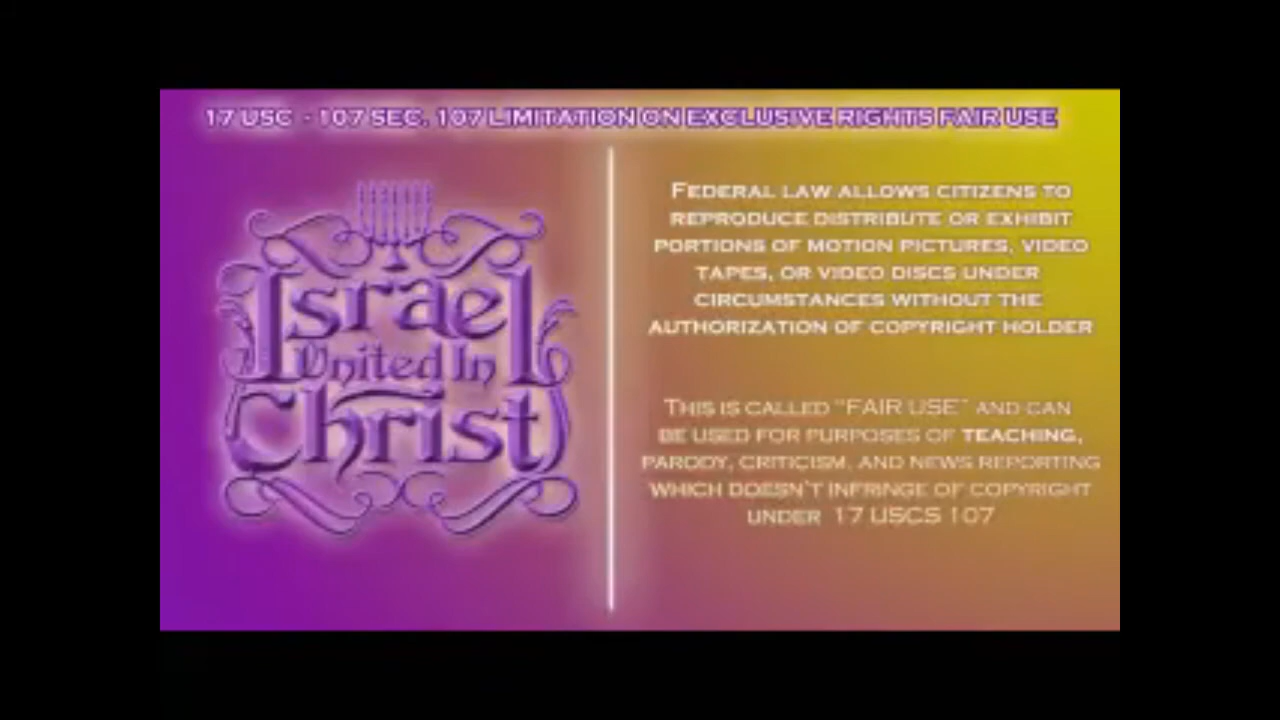 17 USC - 107 SEC. 107 LIMITATION ON EXCLUSIVE RIGHTS FAIR USE
Israel
United In
Christ
FEDERAL LAW ALLOWS CITIZENS TO
REPRODUCE DISTRIBUTE OR EXHIBIT
PORTIONS OF MOTION PICTURES, VIDEO
TAPES, OR VIDEO DISCS UNDER
CIRCUMSTANCES WITHOUT THE
AUTHORIZATION OF COPYRIGHT HOLDER
THIS IS CALLED "FAIR USE" AND CAN
BE USED FOR PURPOSES OF TEACHING,
PARODY, CRITICISM, AND NEWS REPORTING
WHICH DOESN'T INFRINGE OF COPYRIGHT
UNDER 17 USCS 107